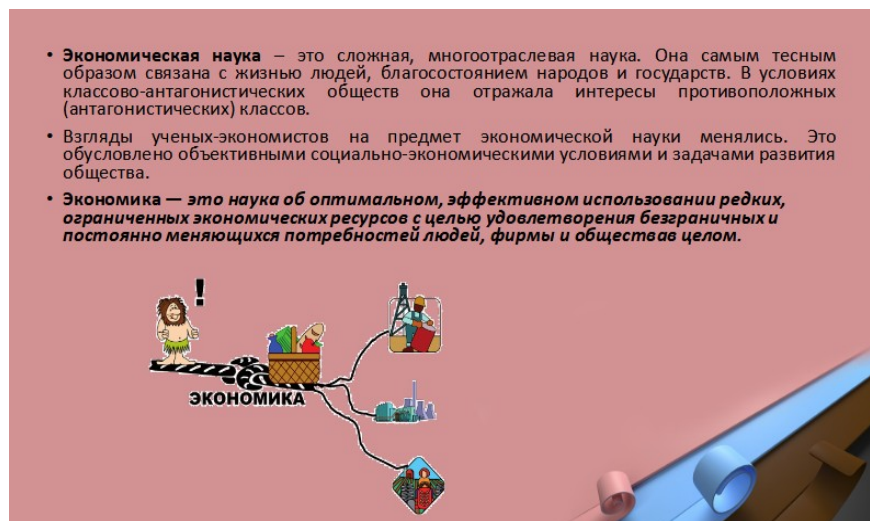 • Экономическая наука – это сложная, многоотраслевая наука. Она самым тесным
образом связана с жизнью людей, благосостоянием народов и государств. В условиях
классово-антагонистических обществ она отражала интересы противоположных
(антагонистических) классов.
• Взгляды ученых-экономистов на предмет экономической науки менялись. Это
обусловлено объективными социально-экономическими условиями и задачами развития
общества.
• Экономика — это наука об оптимальном, эффективном использовании редких,
ограниченных экономических ресурсов с целью удовлетворения безграничных и
постоянно меняющихся потребностей людей, фирмы и обществав целом.
!
ЭКОНОМИКА